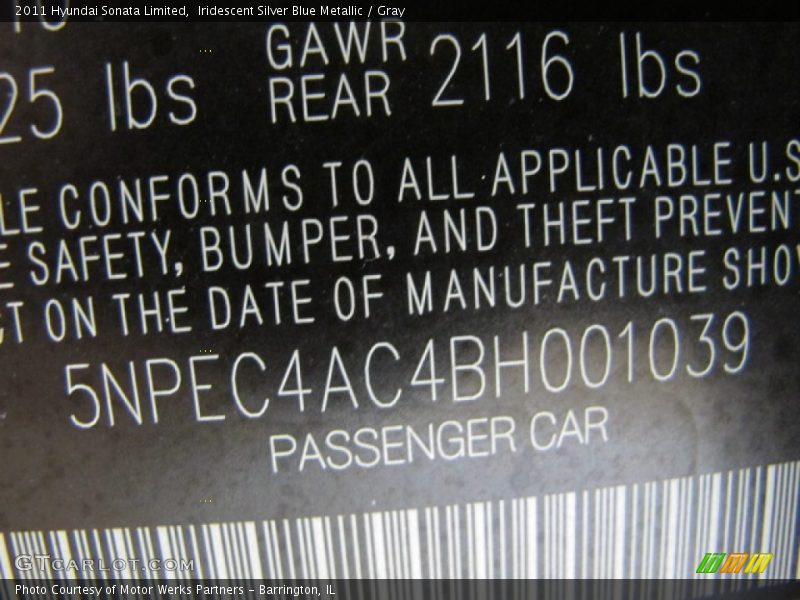 2011 Hyundai Sonata Limited,  Iridescent Silver Blue Metallic / Gray
25 lbs GAWR REAR 2116 lbs
LE CONFORMS TO ALL APPLICABLE U.S
E SAFETY, BUMPER, AND THEFT PREVENT
CT ON THE DATE OF MANUFACTURE SHO
5NPEC4AC4BH001039
PASSENGER CAR
GTCARLOT.COM
Photo Courtesy of Motor Werks Partners – Barrington, IL